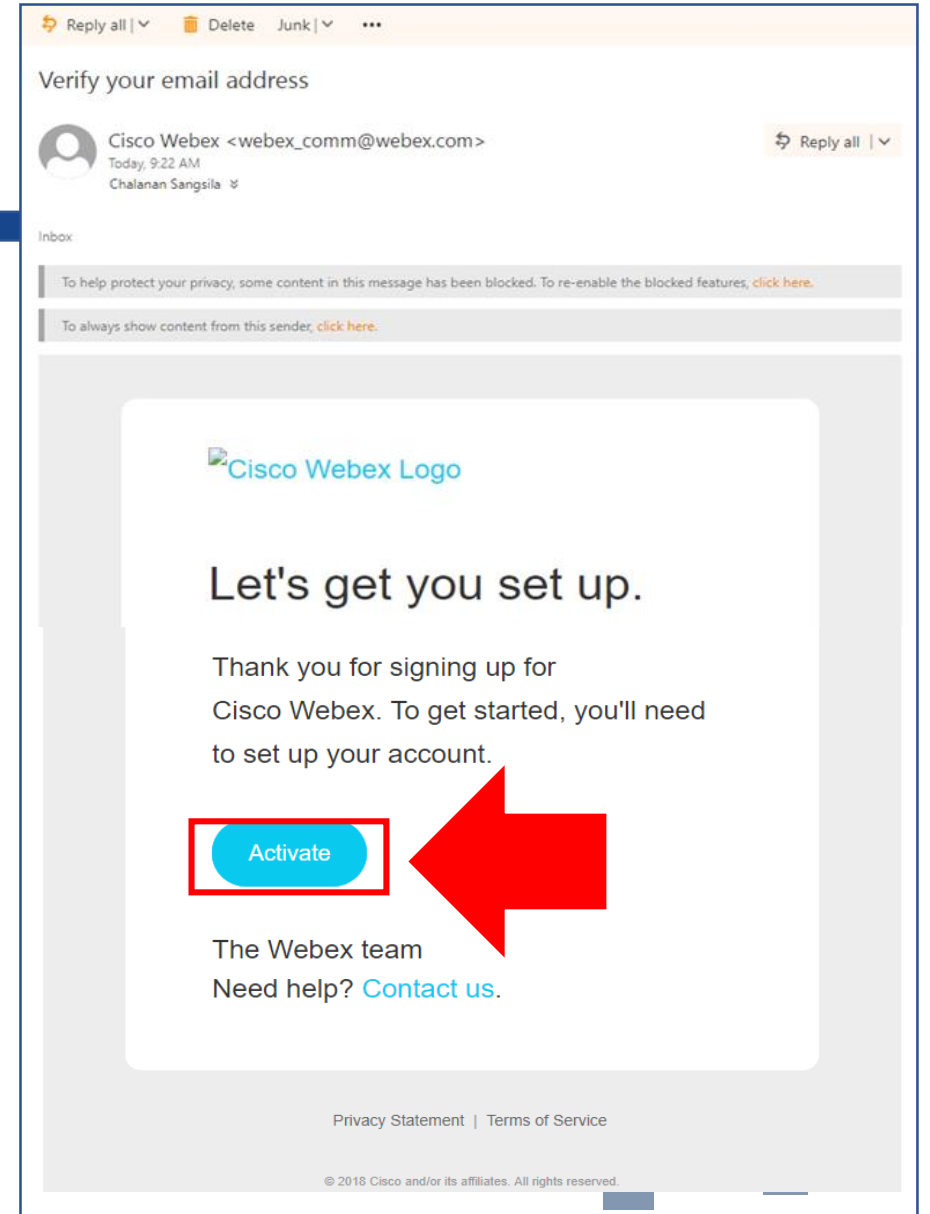 Reply all |
Delete
Junk |
Verify your email address
Cisco Webex <webex_comm@webex.com>
Reply all |
Today, 9:22 AM
Chalanan Sangsila
Inbox
To help protect your privacy, some content in this message has been blocked. To re-enable the blocked features, click here.
To always show content from this sender, click here.
Cisco Webex Logo
Let's get you set up.
Thank you for signing up for
Cisco Webex. To get started, you'll need
to set up your account.
Activate
The Webex team
Need help? Contact us.
Privacy Statement | Terms of Service
© 2018 Cisco and/or its affiliates. All rights reserved.